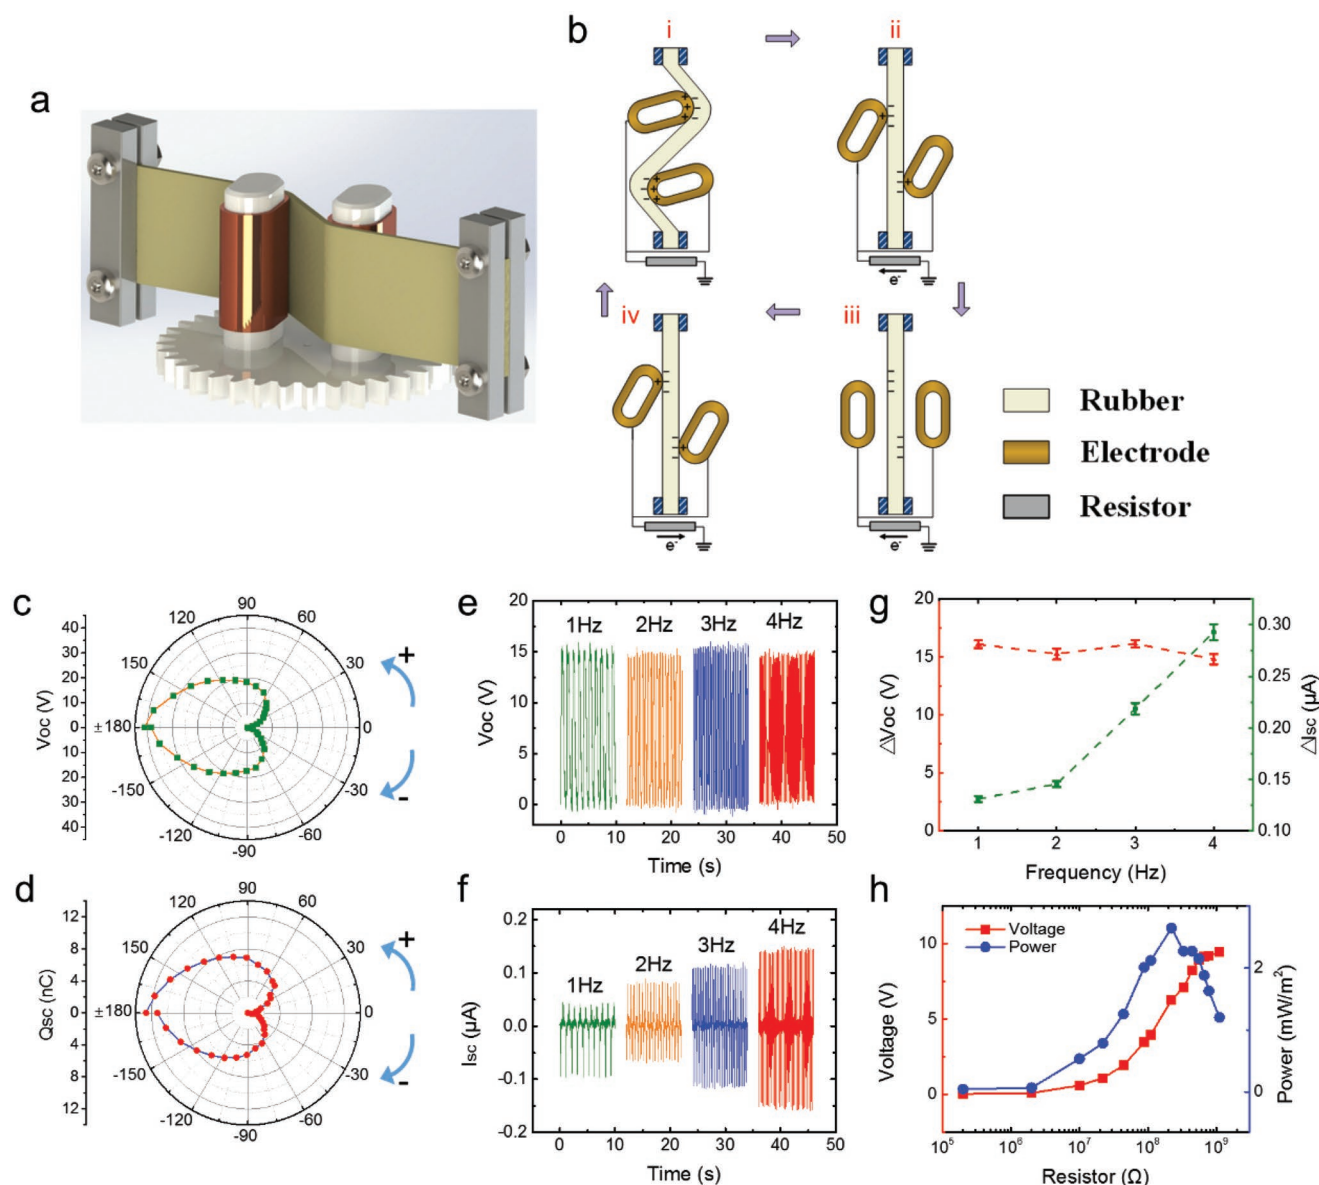 a
b
i
ii
iv
iii
e-
e-
e-
Rubber
Electrode
Resistor
c
Voc (V)
40
30
20
10
0
10
20
30
40
90
120
60
150
30
±180
0
-150
-30
-120
-60
-90
+
-
d
Qsc (nC)
12
8
4
0
4
8
12
90
120
60
150
30
±180
0
-150
-30
-120
-60
-90
+
-
e
Voc (V)
20
15
10
5
0
1Hz
2Hz
3Hz
4Hz
0 10 20 30 40 50
Time (s)
f
Isc (μA)
0.2
0.1
0.0
-0.1
-0.2
1Hz
2Hz
3Hz
4Hz
0 10 20 30 40 50
Time (s)
g
△Voc (V)
20
15
10
5
0
△Isc (μA)
0.30
0.25
0.20
0.15
0.10
1 2 3 4
Frequency (Hz)
h
Voltage (V)
10
5
0
Voltage
Power
Power (mW/m²)
2
1
0
10⁵ 10⁶ 10⁷ 10⁸ 10⁹
Resistor (Ω)